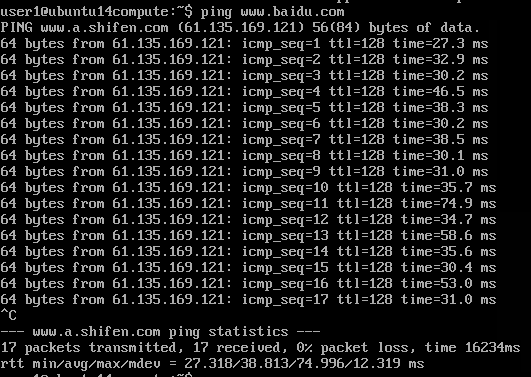 user1@ubuntu14compute:~$ ping www.baidu.com
PING www.a.shifen.com (61.135.169.121) 56(84) bytes of data.
64 bytes from 61.135.169.121: icmp_seq=1 ttl=128 time=27.3 ms
64 bytes from 61.135.169.121: icmp_seq=2 ttl=128 time=32.9 ms
64 bytes from 61.135.169.121: icmp_seq=3 ttl=128 time=30.2 ms
64 bytes from 61.135.169.121: icmp_seq=4 ttl=128 time=46.5 ms
64 bytes from 61.135.169.121: icmp_seq=5 ttl=128 time=38.3 ms
64 bytes from 61.135.169.121: icmp_seq=6 ttl=128 time=30.2 ms
64 bytes from 61.135.169.121: icmp_seq=7 ttl=128 time=38.5 ms
64 bytes from 61.135.169.121: icmp_seq=8 ttl=128 time=30.1 ms
64 bytes from 61.135.169.121: icmp_seq=9 ttl=128 time=31.0 ms
64 bytes from 61.135.169.121: icmp_seq=10 ttl=128 time=35.7 ms
64 bytes from 61.135.169.121: icmp_seq=11 ttl=128 time=74.9 ms
64 bytes from 61.135.169.121: icmp_seq=12 ttl=128 time=34.7 ms
64 bytes from 61.135.169.121: icmp_seq=13 ttl=128 time=58.6 ms
64 bytes from 61.135.169.121: icmp_seq=14 ttl=128 time=35.6 ms
64 bytes from 61.135.169.121: icmp_seq=15 ttl=128 time=30.4 ms
64 bytes from 61.135.169.121: icmp_seq=16 ttl=128 time=53.0 ms
64 bytes from 61.135.169.121: icmp_seq=17 ttl=128 time=31.0 ms
^C
--- www.a.shifen.com ping statistics ---
17 packets transmitted, 17 received, 0% packet loss, time 16234ms
rtt min/avg/max/mdev = 27.318/38.813/74.996/12.319 ms